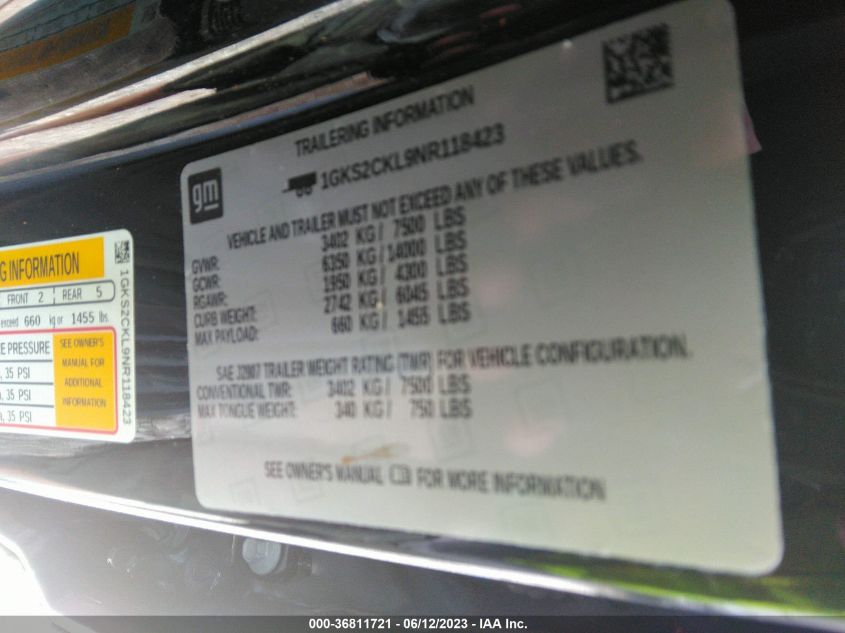 TRAILERING INFORMATION
gm
1GKS2CKL9NR118423
VEHICLE AND TRAILER MUST NOT EXCEED ANY OF THESE VALUES.
GVWR: 3402 KG/ 7500 LBS
GCWR: 6350 KG/ 14000 LBS
RGAWR: 1950 KG/ 4300 LBS
CURB WEIGHT: 2742 KG/ 6045 LBS
MAX PAYLOAD: 660 KG/ 1455 LBS
SAE J2807 TRAILER WEIGHT RATING (TWR) FOR VEHICLE CONFIGURATION.
CONVENTIONAL TWR: 3402 KG/ 7500 LBS
MAX TONGUE WEIGHT: 340 KG/ 750 LBS
SEE OWNER'S MANUAL FOR MORE INFORMATION
G INFORMATION
FRONT 2 REAR 5
exceed 660 kg or 1455 lbs.
E PRESSURE
, 35 PSI
, 35 PSI
, 35 PSI
SEE OWNER'S
MANUAL FOR
ADDITIONAL
INFORMATION
1GKS2CKL9NR118423
000-36811721 - 06/12/2023 - IAA Inc.